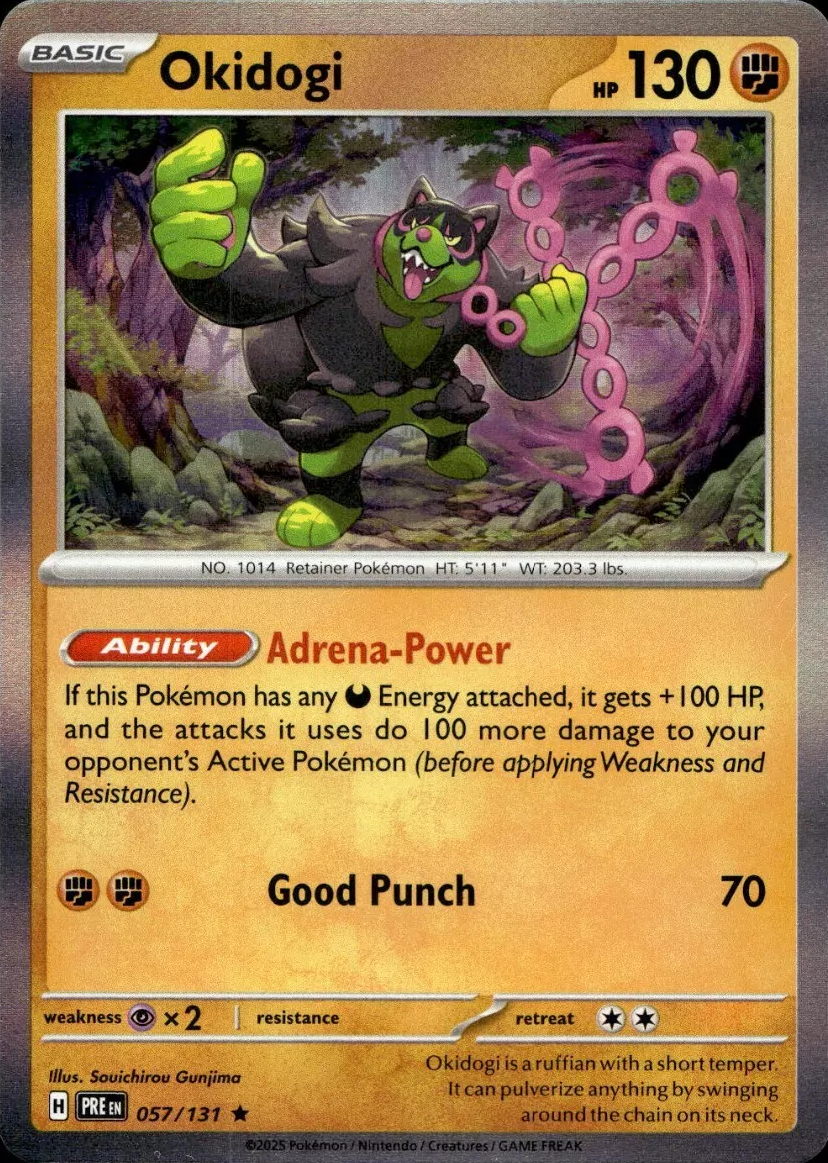 BASIC
Okidogi
HP 130
NO. 1014 Retainer Pokémon HT: 5'11" WT: 203.3 lbs.
Ability Adrena-Power
If this Pokémon has any Energy attached, it gets +100 HP,
and the attacks it uses do 100 more damage to your
opponent's Active Pokémon (before applying Weakness and
Resistance).
Good Punch 70
weakness ×2 resistance retreat
Illus. Souichirou Gunjima
Okidogi is a ruffian with a short temper.
It can pulverize anything by swinging
around the chain on its neck.
H PRE EN 057/131 ★
©2025 Pokémon / Nintendo / Creatures / GAME FREAK